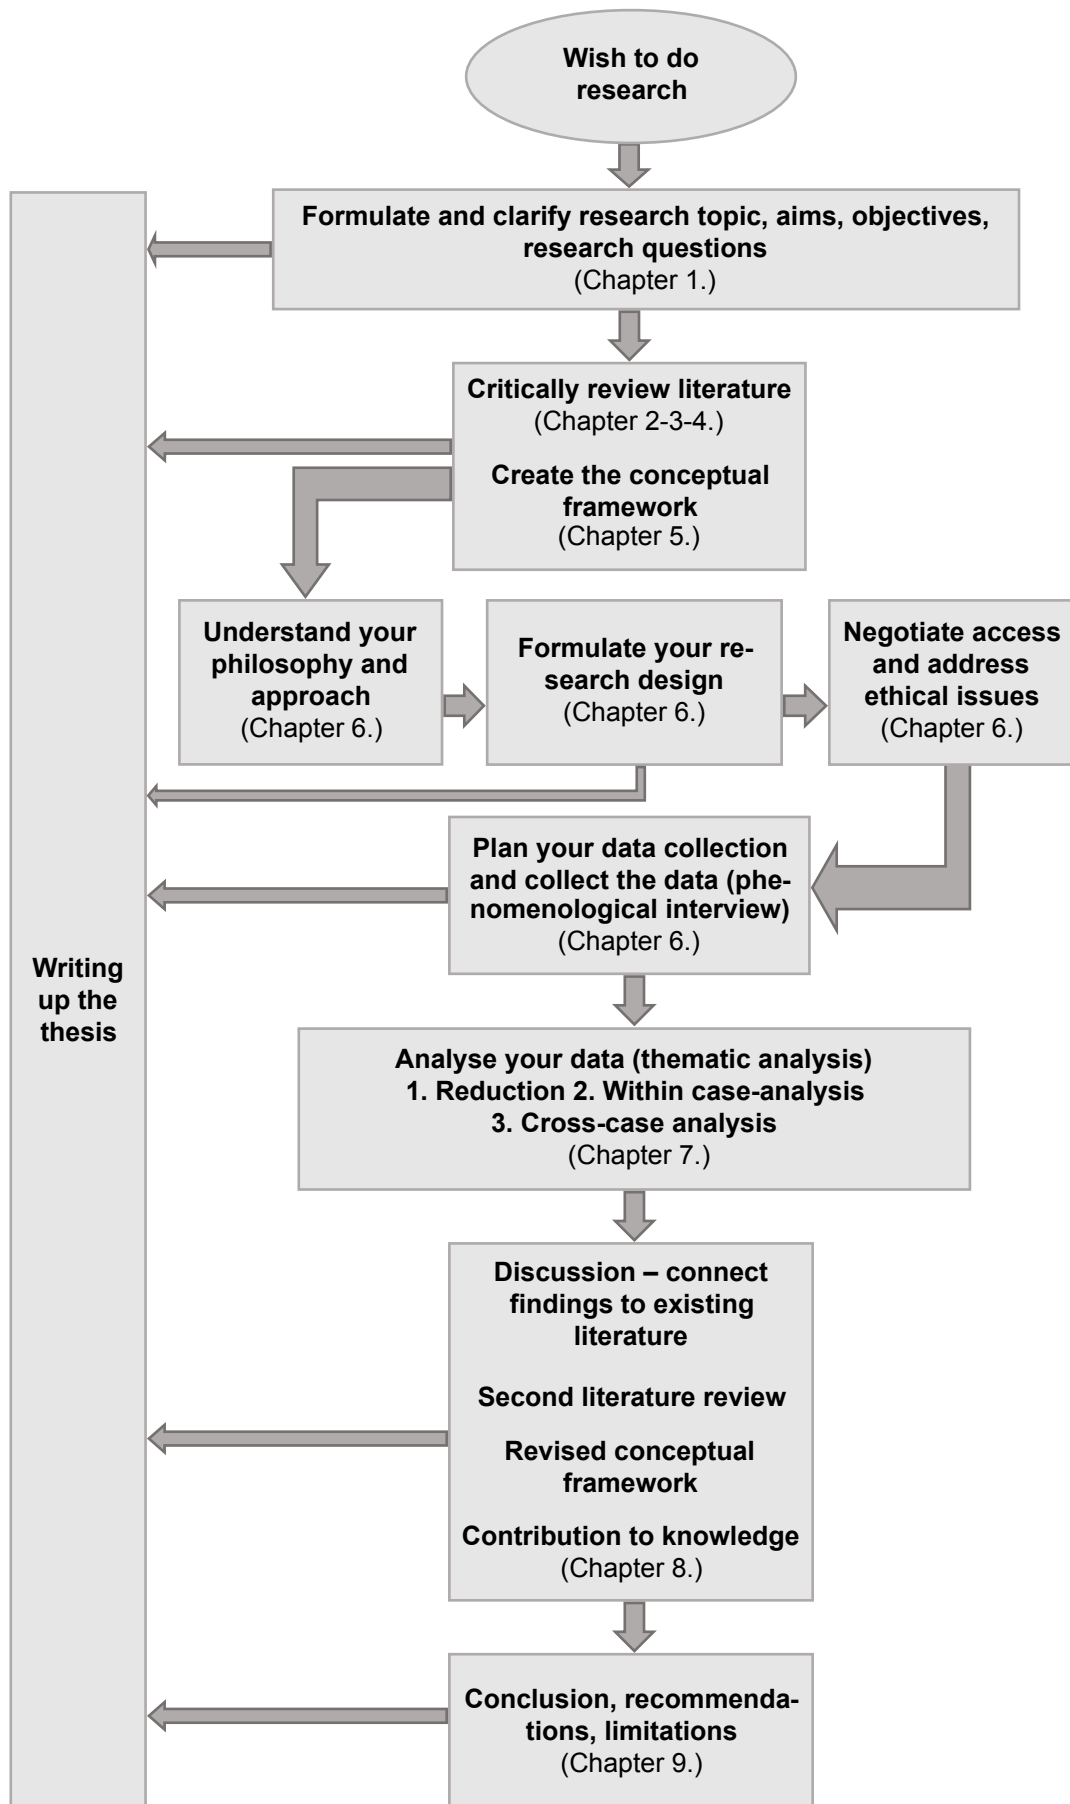 Wish to do
research
Formulate and clarify research topic, aims, objectives,
research questions
(Chapter 1.)
Critically review literature
(Chapter 2-3-4.)
Create the conceptual
framework
(Chapter 5.)
Understand your
philosophy and
approach
(Chapter 6.)
Formulate your re-
search design
(Chapter 6.)
Negotiate access
and address
ethical issues
(Chapter 6.)
Plan your data collection
and collect the data (phe-
nomenological interview)
(Chapter 6.)
Writing
up the
thesis
Analyse your data (thematic analysis)
1. Reduction 2. Within case-analysis
3. Cross-case analysis
(Chapter 7.)
Discussion – connect
findings to existing
literature
Second literature review
Revised conceptual
framework
Contribution to knowledge
(Chapter 8.)
Conclusion, recommenda-
tions, limitations
(Chapter 9.)